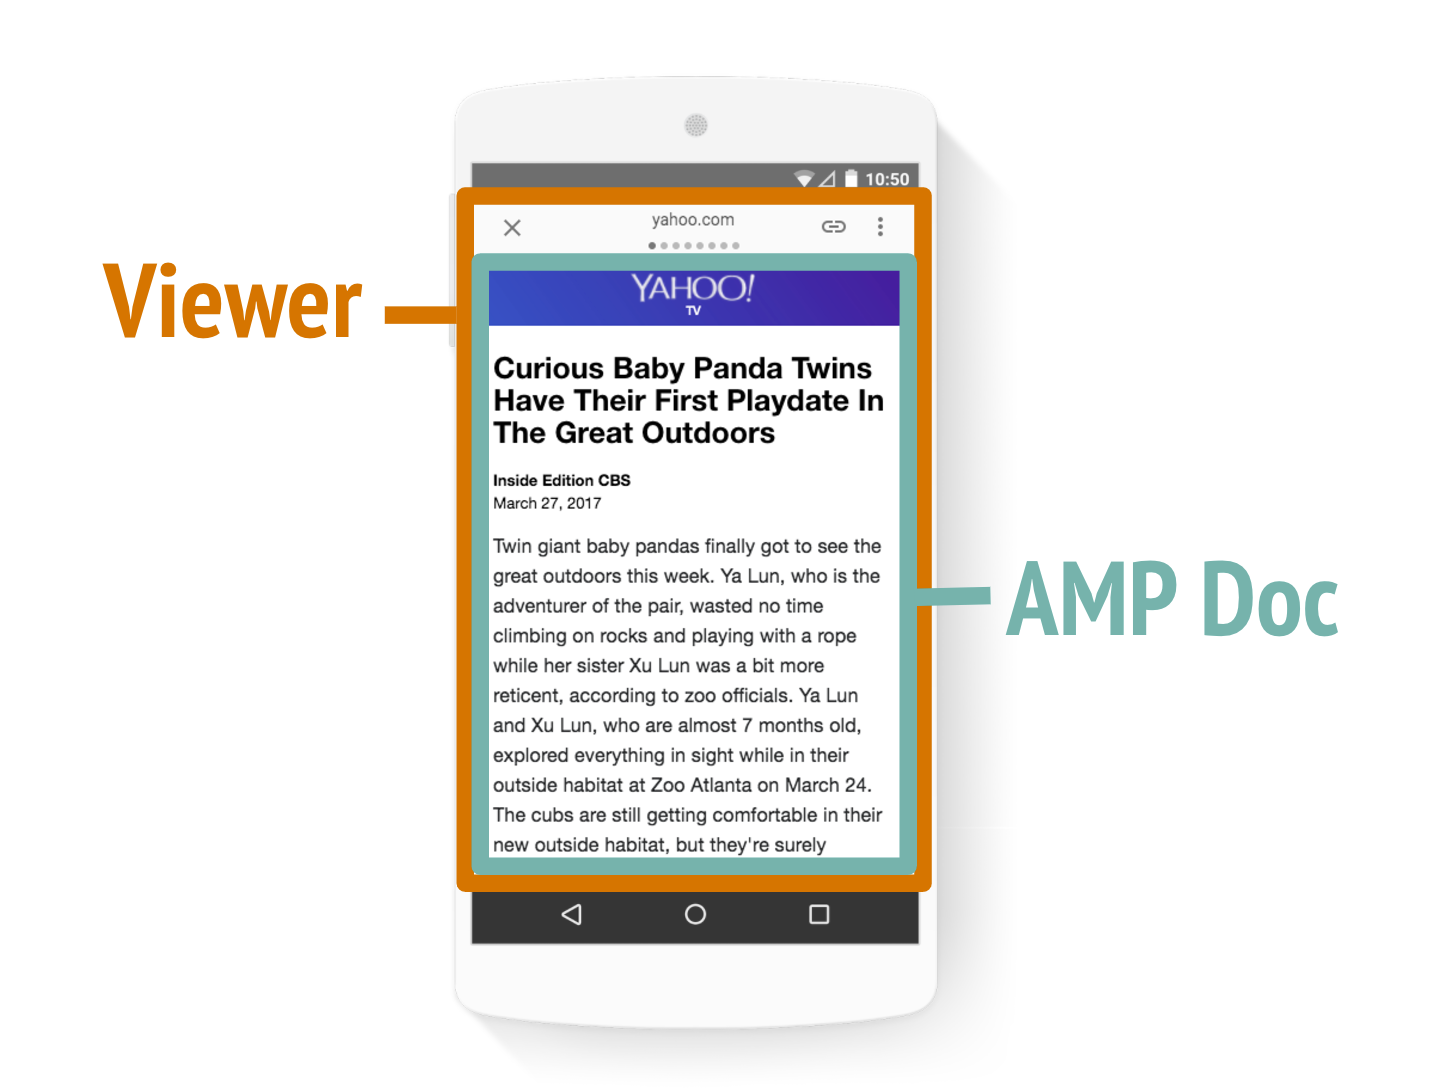 10:50
yahoo.com
Viewer
YAHOO!
TV
Curious Baby Panda Twins
Have Their First Playdate In
The Great Outdoors
Inside Edition CBS
March 27, 2017
Twin giant baby pandas finally got to see the
great outdoors this week. Ya Lun, who is the
adventurer of the pair, wasted no time
climbing on rocks and playing with a rope
while her sister Xu Lun was a bit more
reticent, according to zoo officials. Ya Lun
and Xu Lun, who are almost 7 months old,
explored everything in sight while in their
outside habitat at Zoo Atlanta on March 24.
The cubs are still getting comfortable in their
new outside habitat, but they're surely
AMP Doc